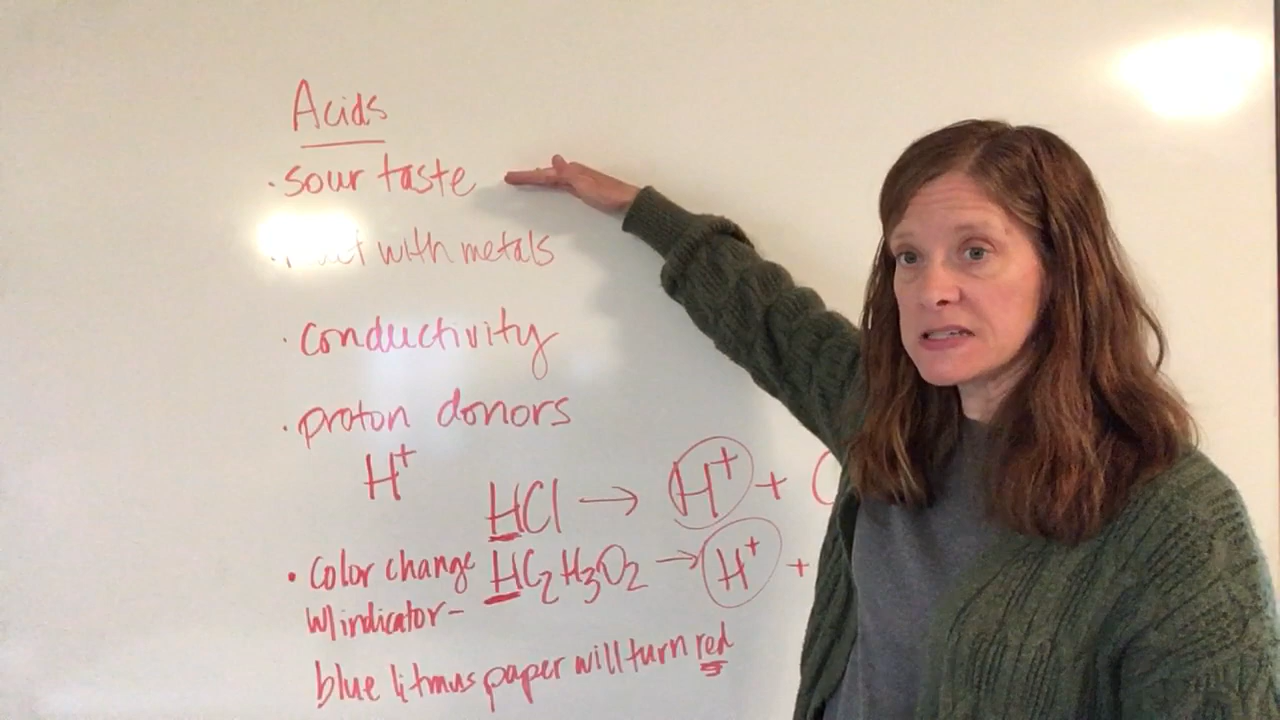 Acids
· sour taste
with metals
· conductivity
· proton donors
H⁺
HCl → H⁺ +
· Color change HC₂H₃O₂ → H⁺ +
w/indicator -
blue litmus paper will turn red